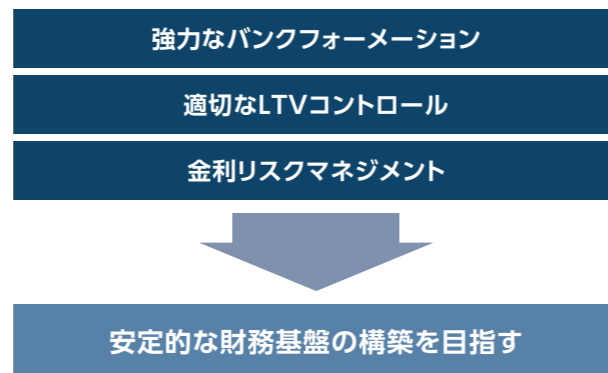 強力なバンクフォーメーション
適切なLTVコントロール
金利リスクマネジメント
安定的な財務基盤の構築を目指す